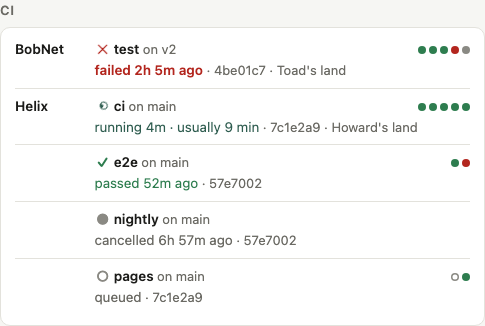 CI
BobNet test on v2
failed 2h 5m ago · 4be01c7 · Toad's land
Helix ci on main
running 4m · usually 9 min · 7c1e2a9 · Howard's land
e2e on main
passed 52m ago · 57e7002
nightly on main
cancelled 6h 57m ago · 57e7002
pages on main
queued · 7c1e2a9